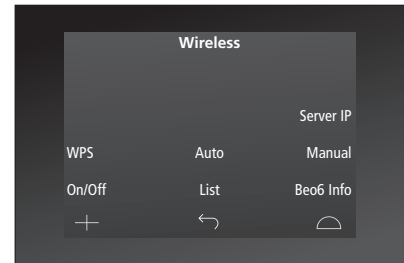 Wireless
Server IP
WPS Auto Manual
On/Off List Beo6 Info